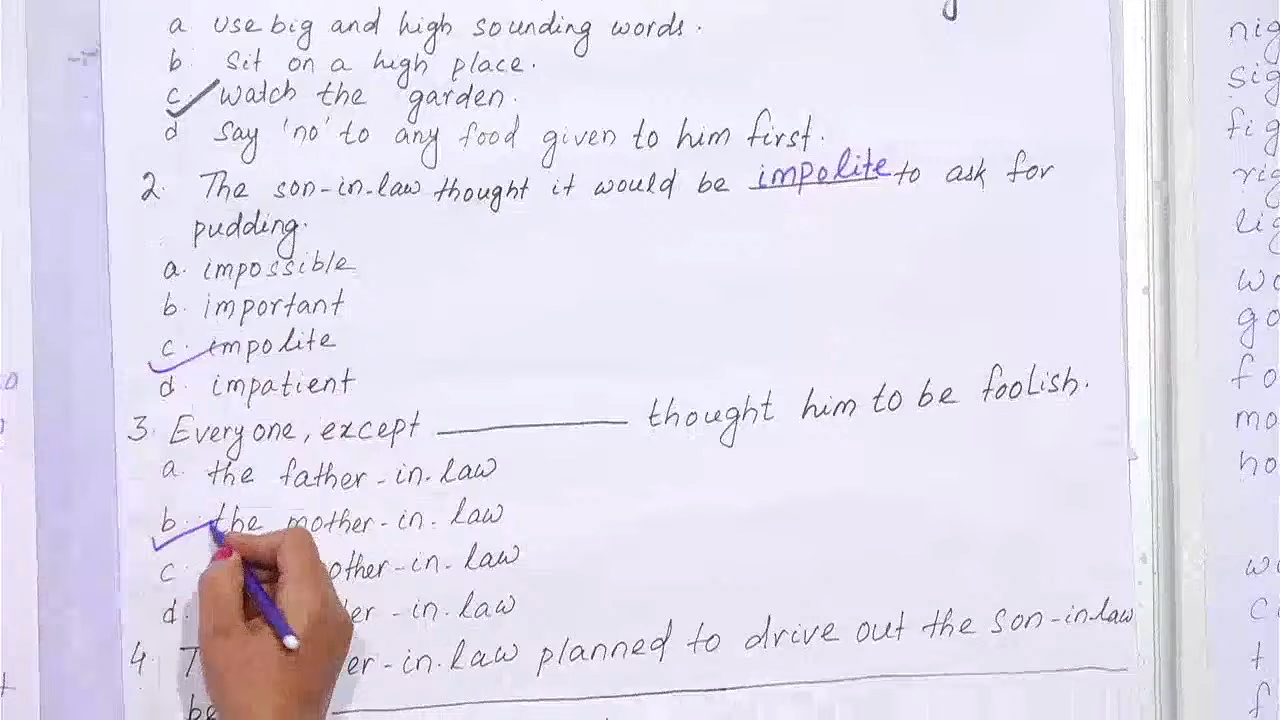 a. use big and high sounding words.
b. Sit on a high place.
c. Watch the garden.
d Say 'no' to any food given to him first.
2. The son-in-law thought it would be impolite to ask for
pudding.
a. impossible
b. important
c. impolite
d. impatient
3. Everyone, except ________ thought him to be foolish.
a. the father-in-law
b. the mother-in-law
c. other-in-law
d. er-in-law
4. T er-in-law planned to drive out the son-in-law
be ________